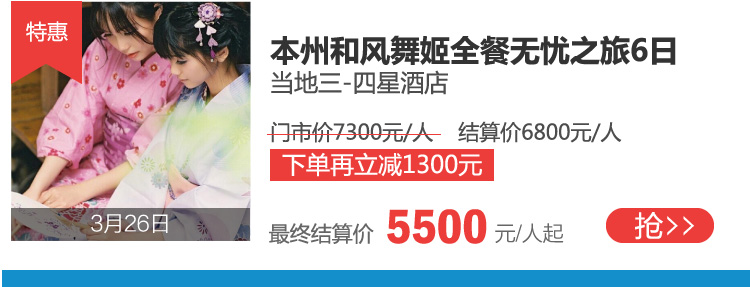 特惠
本州和风舞姬全餐无忧之旅6日
当地三-四星酒店
门市价7300元/人 结算价6800元/人
下单再立减1300元
3月26日
最终结算价 5500 元/人起
抢>>